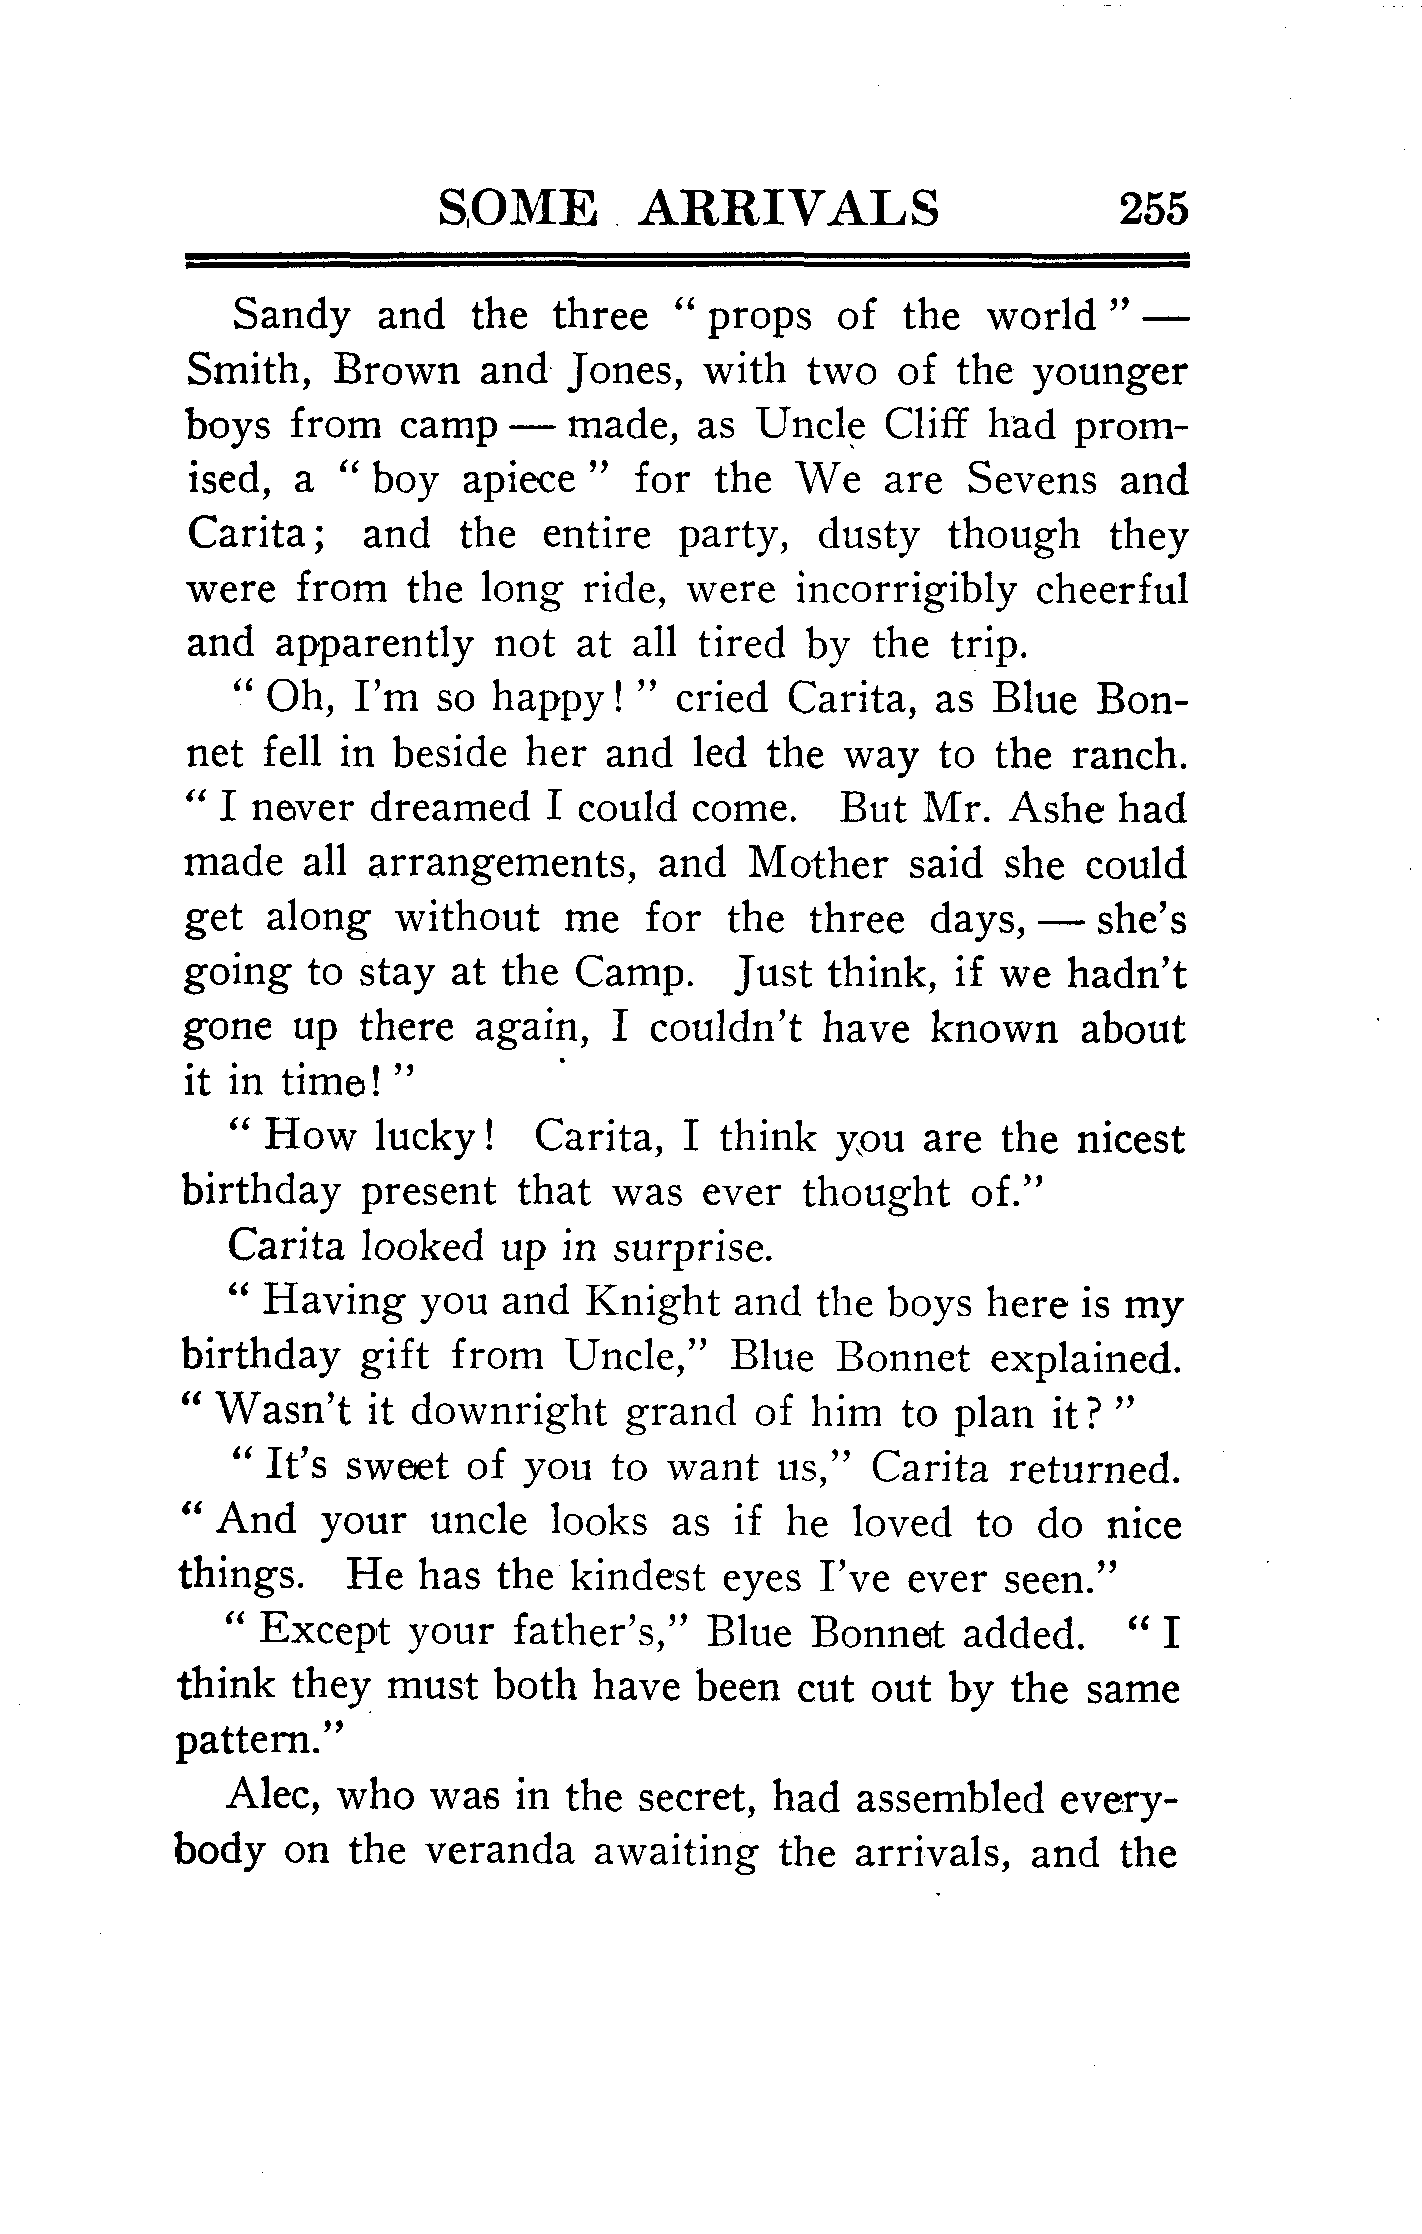 SOME ARRIVALS 255
Sandy and the three “ props of the world ” —
Smith, Brown and Jones, with two of the younger
boys from camp — made, as Uncle Cliff had prom-
ised, a “ boy apiece ” for the We are Sevens and
Carita; and the entire party, dusty though they
were from the long ride, were incorrigibly cheerful
and apparently not at all tired by the trip.
“ Oh, I’m so happy! ” cried Carita, as Blue Bon-
net fell in beside her and led the way to the ranch.
“ I never dreamed I could come. But Mr. Ashe had
made all arrangements, and Mother said she could
get along without me for the three days, — she’s
going to stay at the Camp. Just think, if we hadn’t
gone up there again, I couldn’t have known about
it in time! ”
“ How lucky! Carita, I think you are the nicest
birthday present that was ever thought of.”
Carita looked up in surprise.
“ Having you and Knight and the boys here is my
birthday gift from Uncle,” Blue Bonnet explained.
“ Wasn’t it downright grand of him to plan it? ”
“ It’s sweet of you to want us,” Carita returned.
“ And your uncle looks as if he loved to do nice
things. He has the kindest eyes I’ve ever seen.”
“ Except your father’s,” Blue Bonnet added. “ I
think they must both have been cut out by the same
pattern.”
Alec, who was in the secret, had assembled every-
body on the veranda awaiting the arrivals, and the